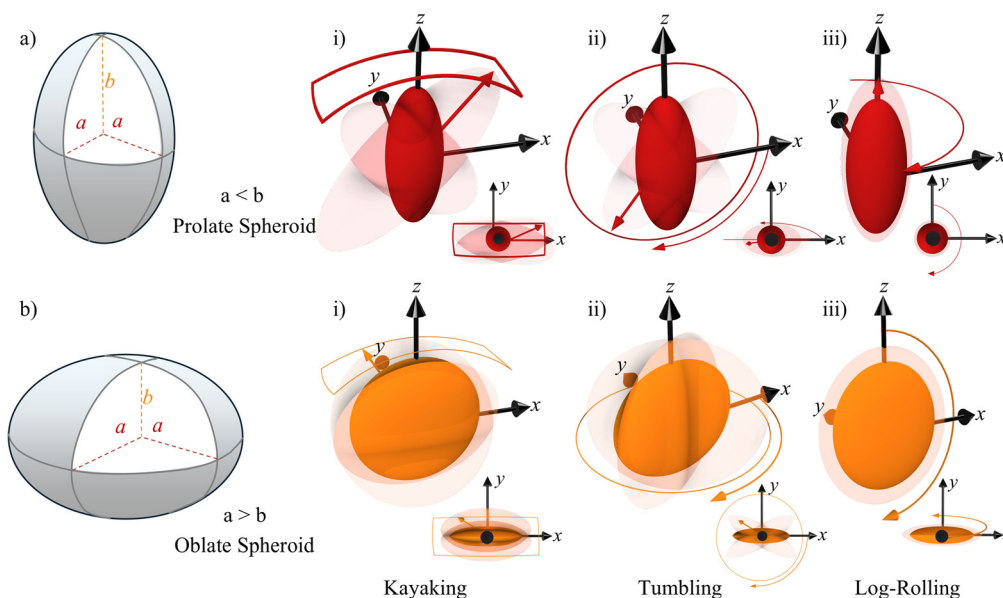 a)
b
a
a
a < b
Prolate Spheroid
i)
z
y
x
y
x
ii)
z
y
x
y
x
iii)
z
y
x
y
x
b)
b
a
a
a > b
Oblate Spheroid
i)
z
y
x
y
x
Kayaking
ii)
z
y
x
y
x
Tumbling
iii)
z
y
x
y
x
Log-Rolling